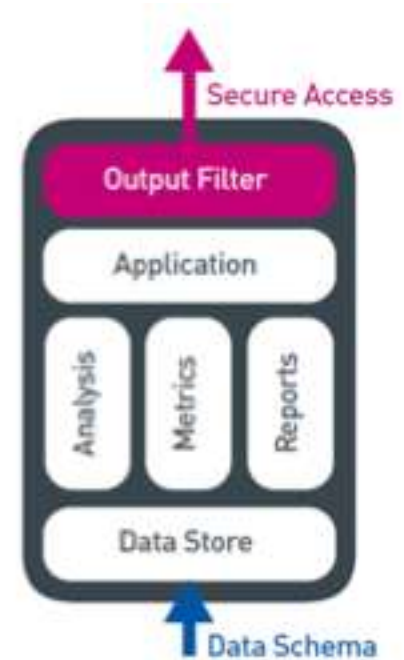 Secure Access
Output Filter
Application
Analysis
Metrics
Reports
Data Store
Data Schema